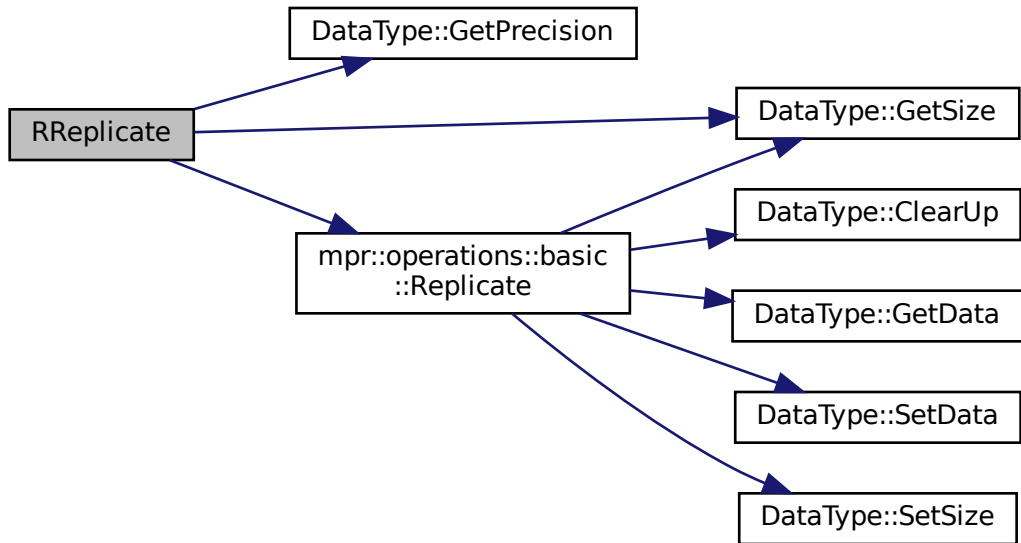 DataType::GetPrecision
RReplicate
DataType::GetSize
mpr::operations::basic
::Replicate
DataType::ClearUp
DataType::GetData
DataType::SetData
DataType::SetSize